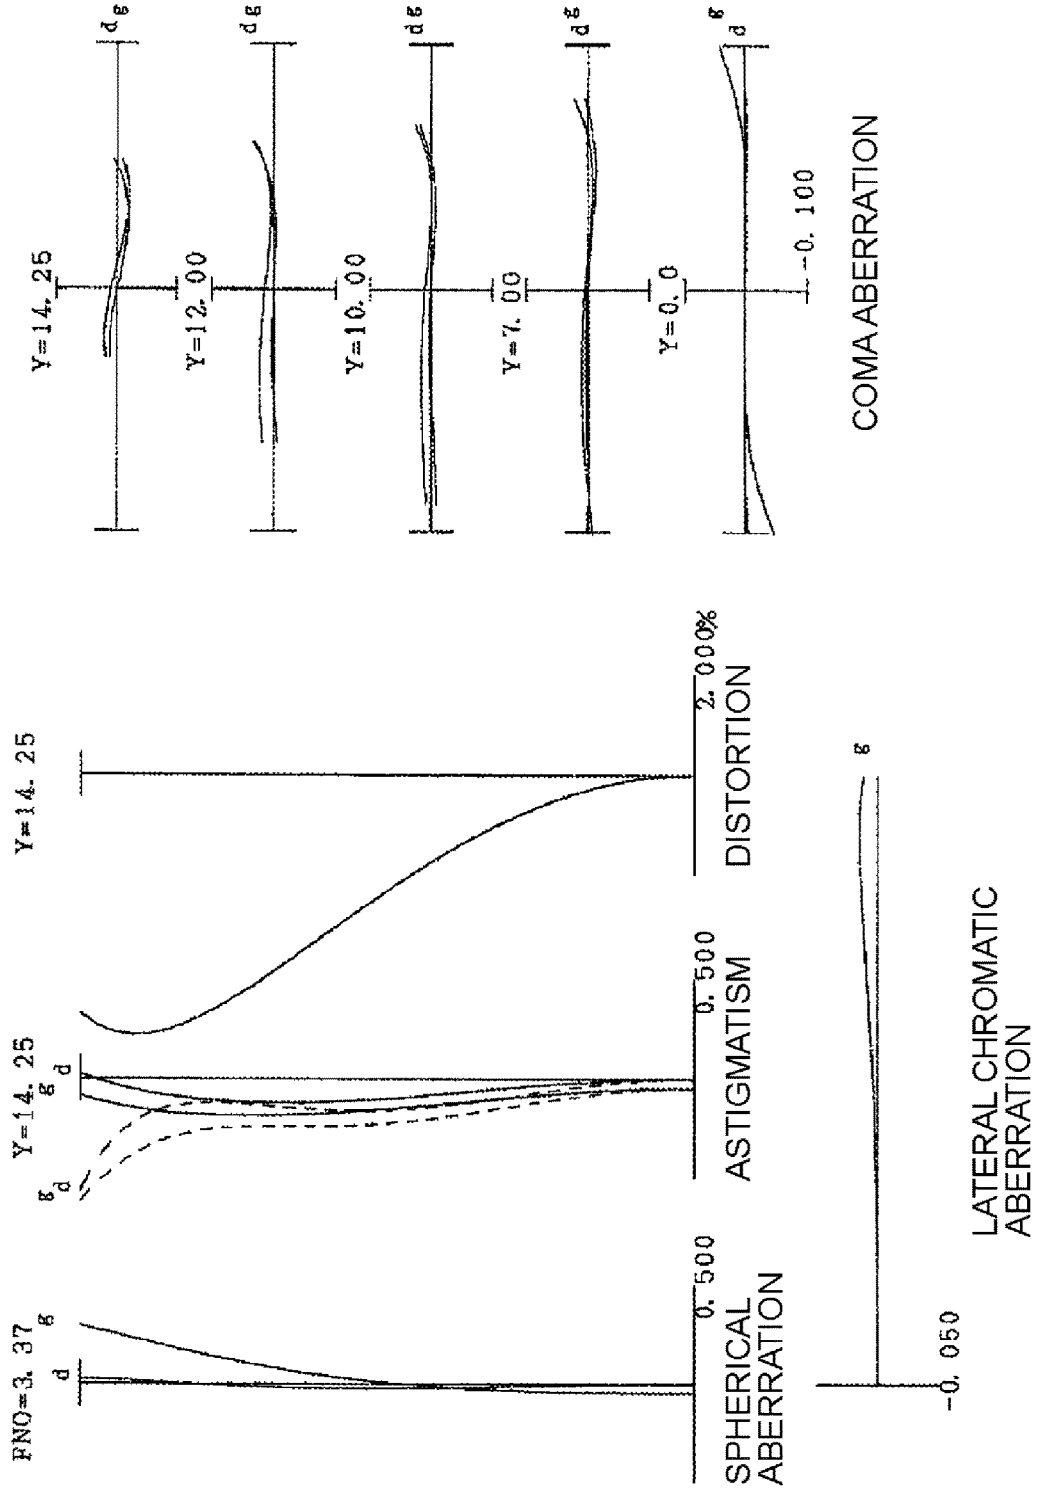 FNO=3. 37
d
g
0. 500
SPHERICAL
ABERRATION
Y=14. 25
g
d
g
d
0. 500
ASTIGMATISM
Y=14. 25
2. 000%
DISTORTION
-0. 050
g
LATERAL CHROMATIC
ABERRATION
Y=14. 25
d g
Y=12. 00
d g
Y=10. 00
d g
Y=7. 00
d g
Y=0. 0
d g
-0. 100
COMA ABERRATION